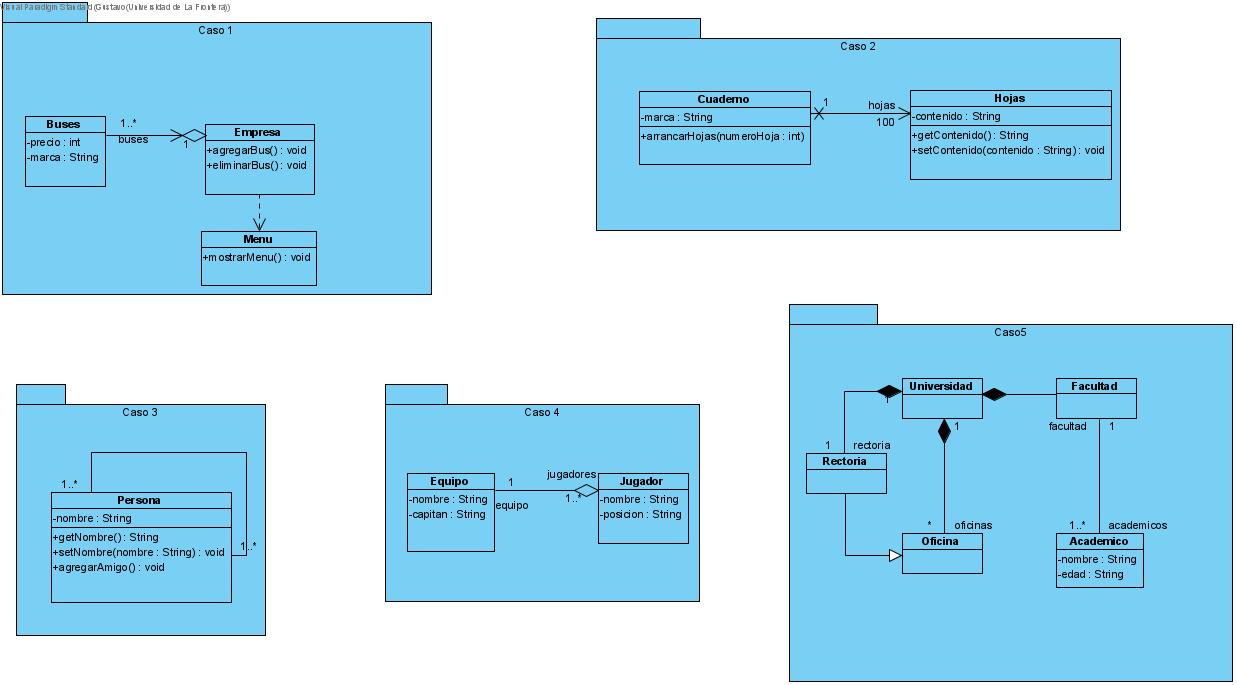 Visual Paradigm Standard (Gustavo(Universidad de La Frontera))
Caso 1
Buses
-precio : int
-marca : String
1..*
buses
1
Empresa
+agregarBus() : void
+eliminarBus() : void
Menu
+mostrarMenu() : void
Caso 2
Cuaderno
-marca : String
+arrancarHojas(numeroHoja : int)
1
hojas
100
Hojas
-contenido : String
+getContenido() : String
+setContenido(contenido : String) : void
Caso 3
1..*
Persona
-nombre : String
+getNombre() : String
+setNombre(nombre : String) : void
+agregarAmigo() : void
1..*
Caso 4
Equipo
-nombre : String
-capitan : String
1
equipo
jugadores
1..*
Jugador
-nombre : String
-posicion : String
Caso5
Universidad
1
1
Facultad
facultad
1
1
rectoria
Rectoria
*
oficinas
Oficina
1..*
academicos
Academico
-nombre : String
-edad : String